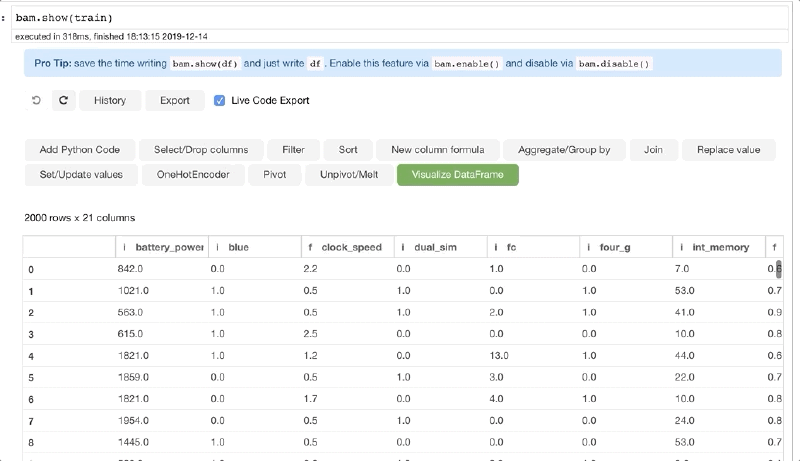 : bam.show(train)
executed in 318ms, finished 18:13:15 2019-12-14
Pro Tip: save the time writing bam.show(df) and just write df . Enable this feature via bam.enable() and disable via bam.disable()
History Export Live Code Export
Add Python Code Select/Drop columns Filter Sort New column formula Aggregate/Group by Join Replace value
Set/Update values OneHotEncoder Pivot Unpivot/Melt Visualize DataFrame
2000 rows x 21 columns
i battery_power i blue f clock_speed i dual_sim i fc i four_g i int_memory f
0 842.0 0.0 2.2 0.0 1.0 0.0 7.0 0.6
1 1021.0 1.0 0.5 1.0 0.0 1.0 53.0 0.7
2 563.0 1.0 0.5 1.0 2.0 1.0 41.0 0.9
3 615.0 1.0 2.5 0.0 0.0 0.0 10.0 0.8
4 1821.0 1.0 1.2 0.0 13.0 1.0 44.0 0.6
5 1859.0 0.0 0.5 1.0 3.0 0.0 22.0 0.7
6 1821.0 0.0 1.7 0.0 4.0 1.0 10.0 0.8
7 1954.0 0.0 0.5 1.0 0.0 0.0 24.0 0.8
8 1445.0 1.0 0.5 0.0 0.0 0.0 53.0 0.7